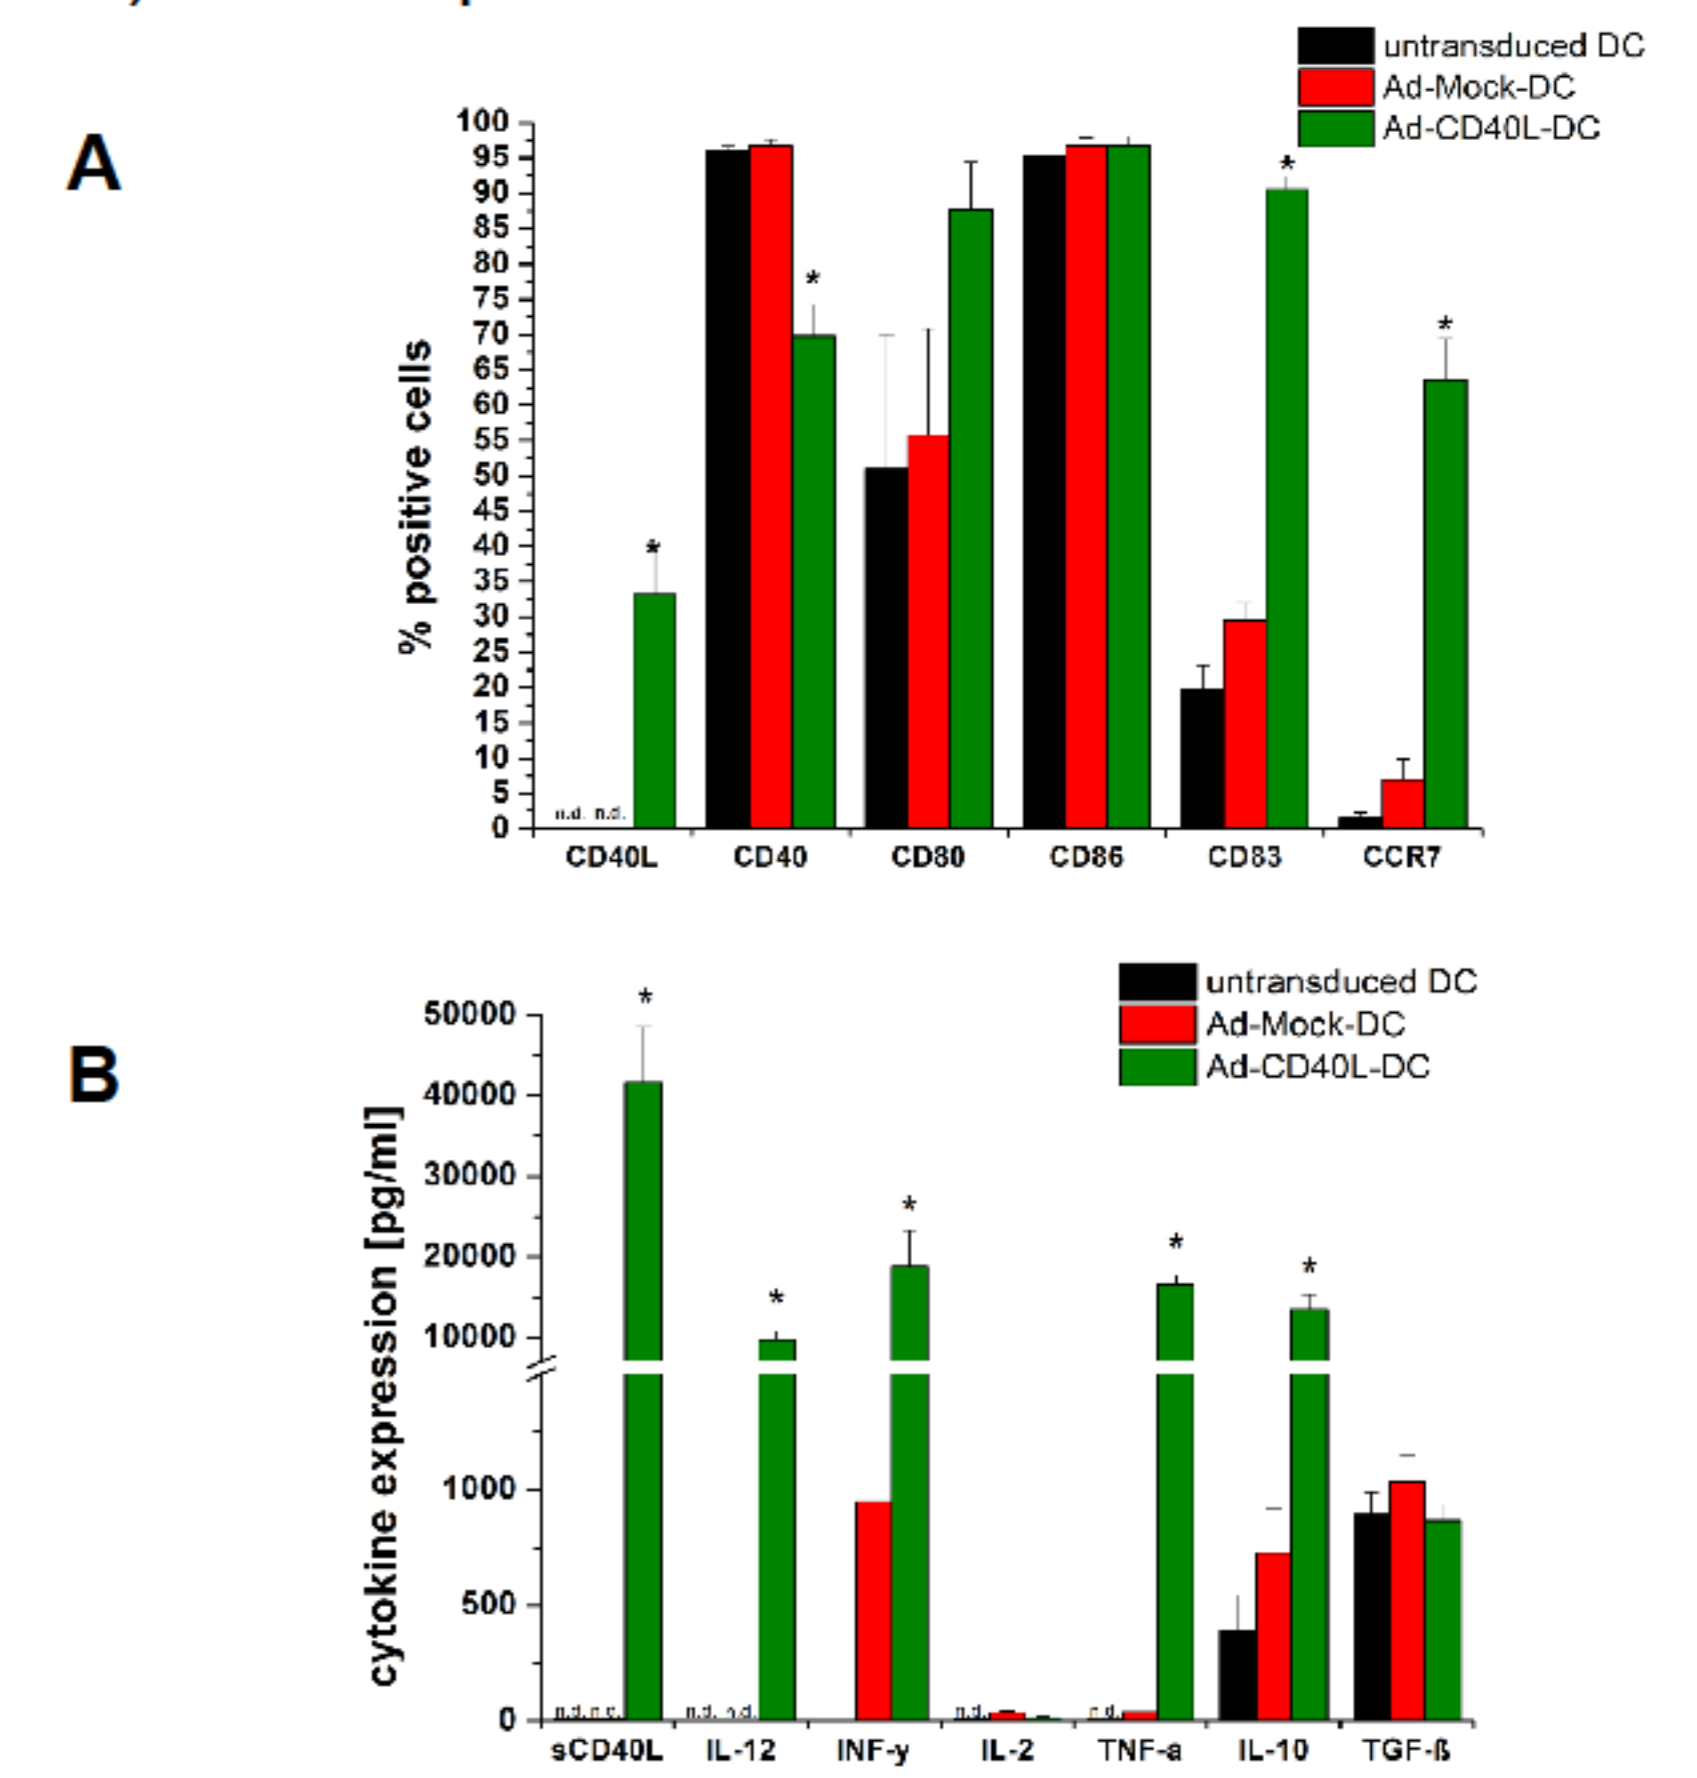 untransduced DC
Ad-Mock-DC
Ad-CD40L-DC
A
% positive cells
100
95
90
85
80
75
70
65
60
55
50
45
40
35
30
25
20
15
10
5
0
*
*
*
*
n.d. n.d.
CD40L CD40 CD80 CD86 CD83 CCR7
untransduced DC
Ad-Mock-DC
Ad-CD40L-DC
B
cytokine expression [pg/ml]
50000
40000
30000
20000
10000
1000
500
0
*
*
*
*
*
n.d. n.d. n.d. n.d. n.d. n.d.
sCD40L IL-12 INF-y IL-2 TNF-a IL-10 TGF-ß